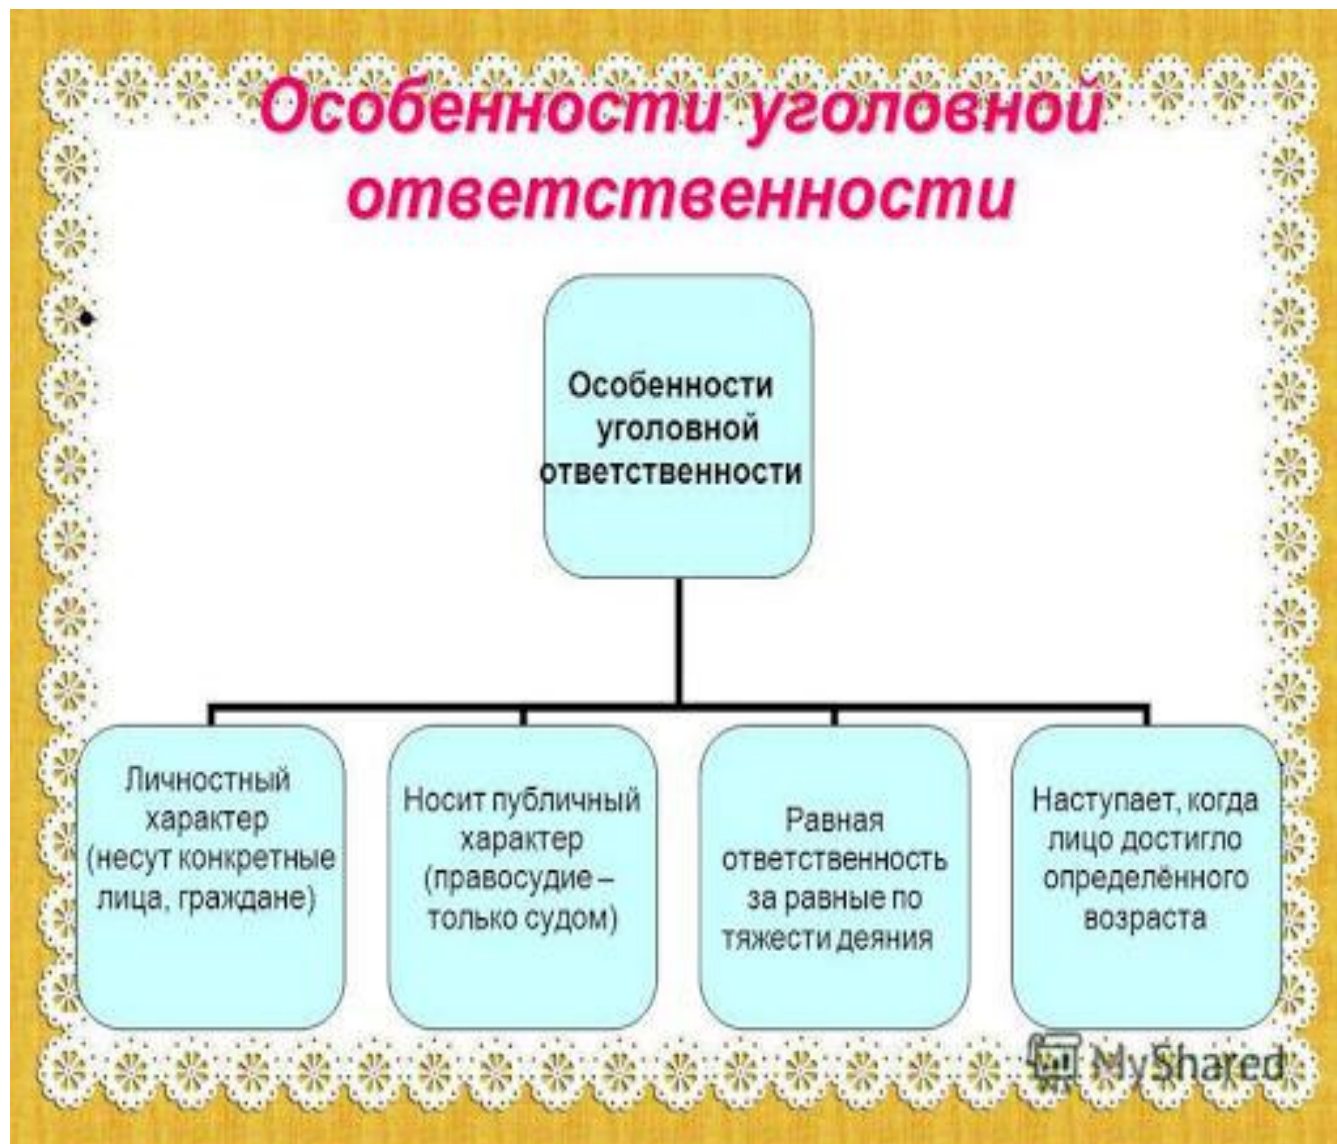 Особенности уголовной
ответственности
Особенности
уголовной
ответственности
Личностный
характер
(несут конкретные
лица, граждане)
Носит публичный
характер
(правосудие –
только судом)
Равная
ответственность
за равные по
тяжести деяния
Наступает, когда
лицо достигло
определённого
возраста
MyShared